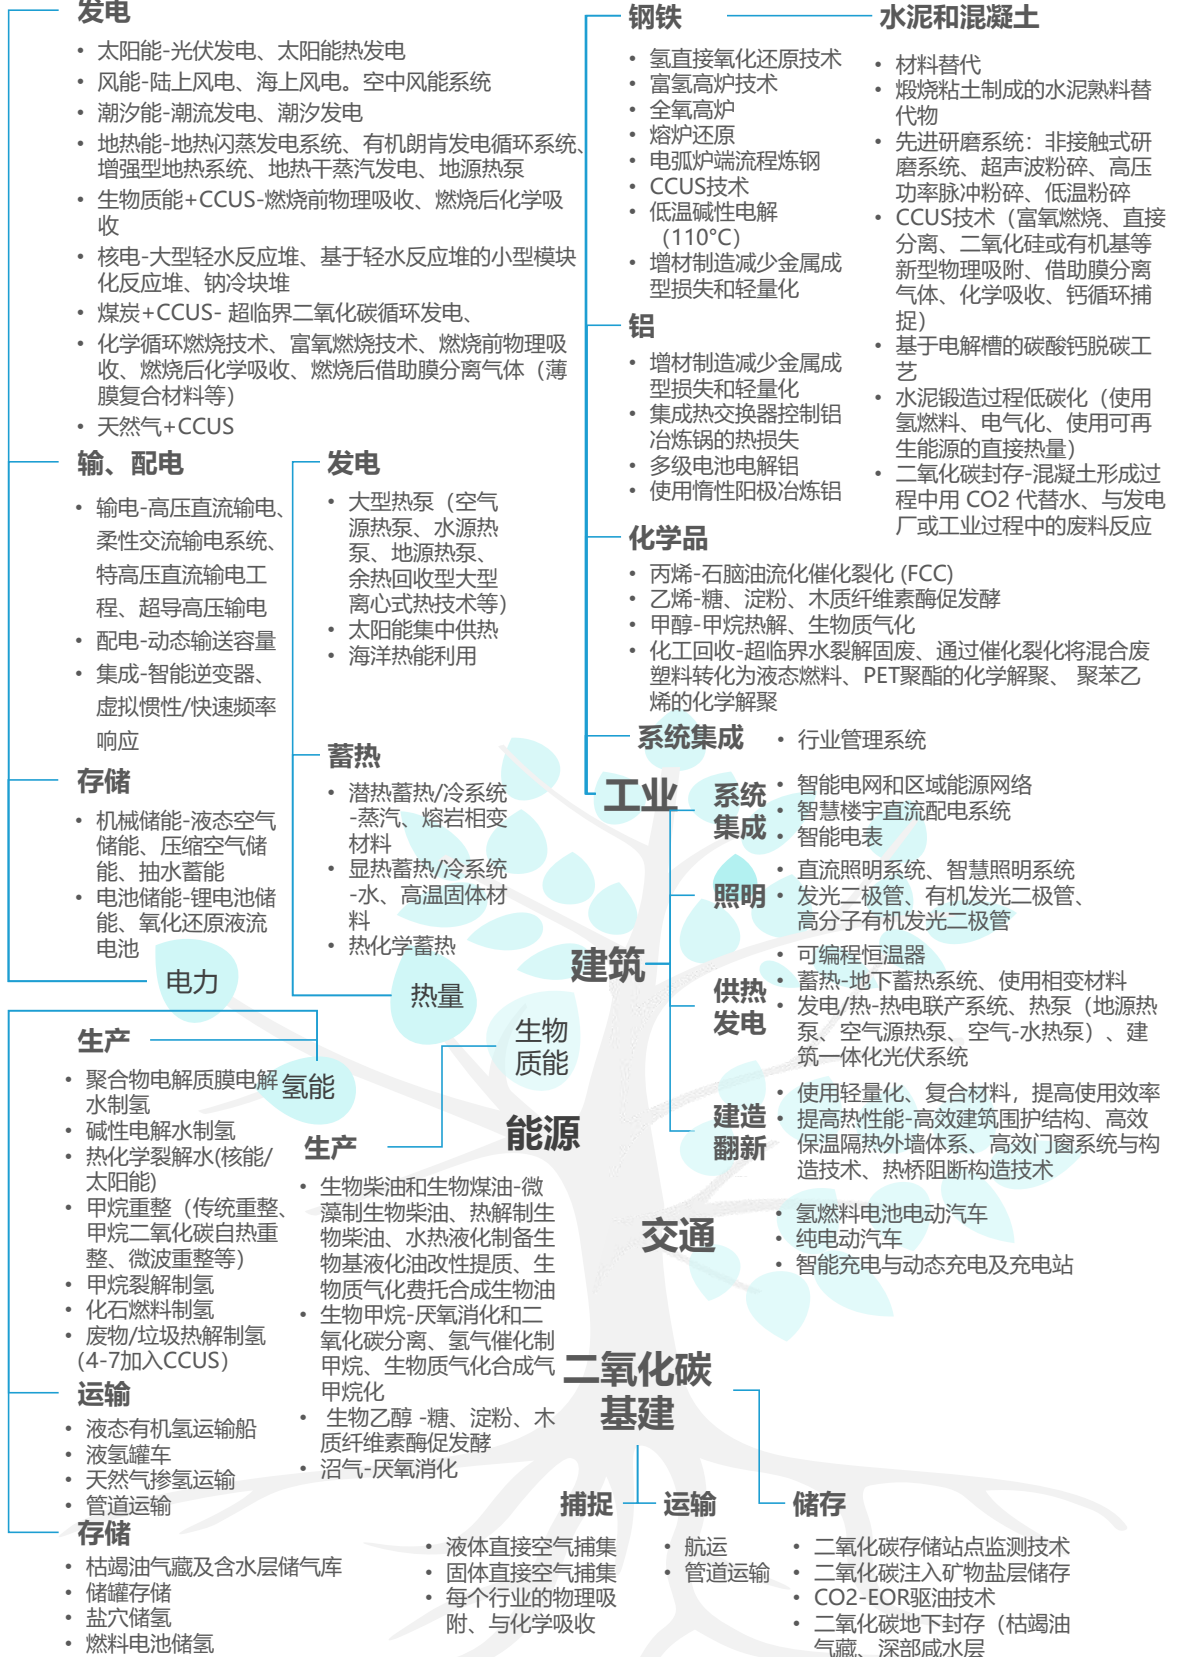 发电
• 太阳能-光伏发电、太阳能热发电
• 风能-陆上风电、海上风电。空中风能系统
• 潮汐能-潮流发电、潮汐发电
• 地热能-地热闪蒸发电系统、有机朗肯发电循环系统、
增强型地热系统、地热干蒸汽发电、地源热泵
• 生物质能+CCUS-燃烧前物理吸收、燃烧后化学吸
收
• 核电-大型轻水反应堆、基于轻水反应堆的小型模块
化反应堆、钠冷块堆
• 煤炭+CCUS- 超临界二氧化碳循环发电、
• 化学循环燃烧技术、富氧燃烧技术、燃烧前物理吸
收、燃烧后化学吸收、燃烧后借助膜分离气体（薄
膜复合材料等）
• 天然气+CCUS
输、配电
• 输电-高压直流输电、
柔性交流输电系统、
特高压直流输电工
程、超导高压输电
• 配电-动态输送容量
• 集成-智能逆变器、
虚拟惯性/快速频率
响应
存储
• 机械储能-液态空气
储能、压缩空气储
能、抽水蓄能
• 电池储能-锂电池储
能、氧化还原液流
电池
电力
发电
• 大型热泵（空气
源热泵、水源热
泵、地源热泵、
余热回收型大型
离心式热技术等）
• 太阳能集中供热
• 海洋热能利用
蓄热
• 潜热蓄热/冷系统
-蒸汽、熔岩相变
材料
• 显热蓄热/冷系统
-水、高温固体材
料
• 热化学蓄热
热量
钢铁
• 氢直接氧化还原技术
• 富氢高炉技术
• 全氧高炉
• 熔炉还原
• 电弧炉端流程炼钢
• CCUS技术
• 低温碱性电解
（110°C）
• 增材制造减少金属成
型损失和轻量化
铝
• 增材制造减少金属成
型损失和轻量化
• 集成热交换器控制铝
冶炼锅的热损失
• 多级电池电解铝
• 使用惰性阳极冶炼铝
水泥和混凝土
• 材料替代
• 煅烧粘土制成的水泥熟料替
代物
• 先进研磨系统：非接触式研
磨系统、超声波粉碎、高压
功率脉冲粉碎、低温粉碎
• CCUS技术（富氧燃烧、直接
分离、二氧化硅或有机基等
新型物理吸附、借助膜分离
气体、化学吸收、钙循环捕
捉）
• 基于电解槽的碳酸钙脱碳工
艺
• 水泥锻造过程低碳化（使用
氢燃料、电气化、使用可再
生能源的直接热量）
• 二氧化碳封存-混凝土形成过
程中用 CO2 代替水、与发电
厂或工业过程中的废料反应
化学品
• 丙烯-石脑油流化催化裂化 (FCC)
• 乙烯-糖、淀粉、木质纤维素酶促发酵
• 甲醇-甲烷热解、生物质气化
• 化工回收-超临界水裂解固废、通过催化裂化将混合废
塑料转化为液态燃料、PET聚酯的化学解聚、 聚苯乙
烯的化学解聚
系统集成
• 行业管理系统
工业
系统
集成
• 智能电网和区域能源网络
• 智慧楼宇直流配电系统
• 智能电表
照明
• 直流照明系统、智慧照明系统
• 发光二极管、有机发光二极管、
高分子有机发光二极管
建筑
供热
发电
• 可编程恒温器
• 蓄热-地下蓄热系统、使用相变材料
• 发电/热-热电联产系统、热泵（地源热
泵、空气源热泵、空气-水热泵）、建
筑一体化光伏系统
建造
翻新
• 使用轻量化、复合材料，提高使用效率
• 提高热性能-高效建筑围护结构、高效
保温隔热外墙体系、高效门窗系统与构
造技术、热桥阻断构造技术
交通
• 氢燃料电池电动汽车
• 纯电动汽车
• 智能充电与动态充电及充电站
生产
• 聚合物电解质膜电解
水制氢
• 碱性电解水制氢
• 热化学裂解水(核能/
太阳能)
• 甲烷重整（传统重整、
甲烷二氧化碳自热重
整、微波重整等）
• 甲烷裂解制氢
• 化石燃料制氢
• 废物/垃圾热解制氢
（4-7加入CCUS）
氢能
运输
• 液态有机氢运输船
• 液氢罐车
• 天然气掺氢运输
• 管道运输
存储
• 枯竭油气藏及含水层储气库
• 储罐存储
• 盐穴储氢
• 燃料电池储氢
生物
质能
能源
生产
• 生物柴油和生物煤油-微
藻制生物柴油、热解制生
物柴油、水热液化制备生
物基液化油改性提质、生
物质气化费托合成生物油
• 生物甲烷-厌氧消化和二
氧化碳分离、氢气催化制
甲烷、生物质气化合成气
甲烷化
• 生物乙醇 -糖、淀粉、木
质纤维素酶促发酵
• 沼气-厌氧消化
二氧化碳
基建
捕捉
• 液体直接空气捕集
• 固体直接空气捕集
• 每个行业的物理吸
附、与化学吸收
运输
• 航运
• 管道运输
储存
• 二氧化碳存储站点监测技术
• 二氧化碳注入矿物盐层储存
• CO2-EOR驱油技术
• 二氧化碳地下封存（枯竭油
气藏、深部咸水层